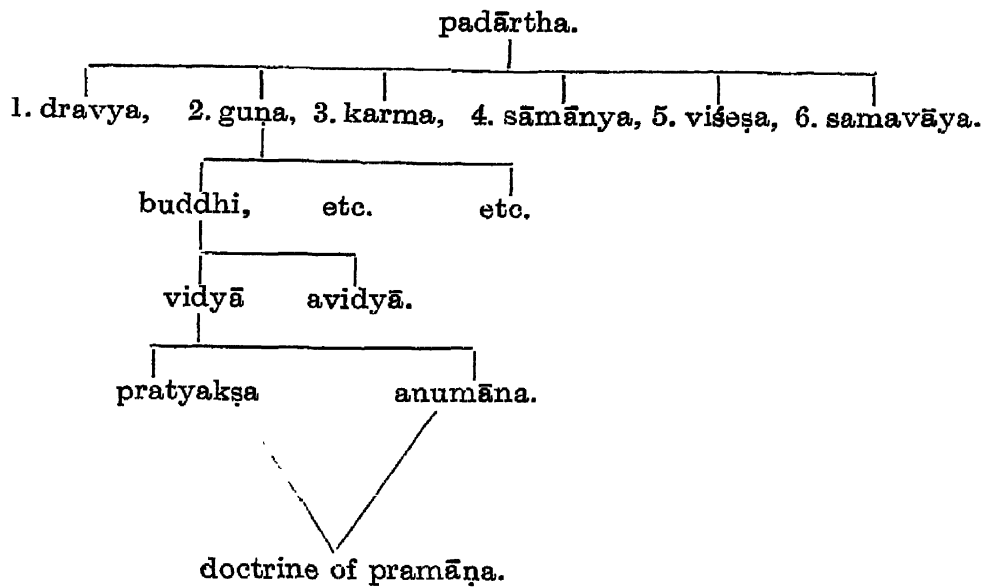 padārtha.
1. dravya, 2. guṇa, 3. karma, 4. sāmānya, 5. viśeṣa, 6. samavāya.
buddhi, etc. etc.
vidyā avidyā.
pratyakṣa anumāna.
doctrine of pramāṇa.